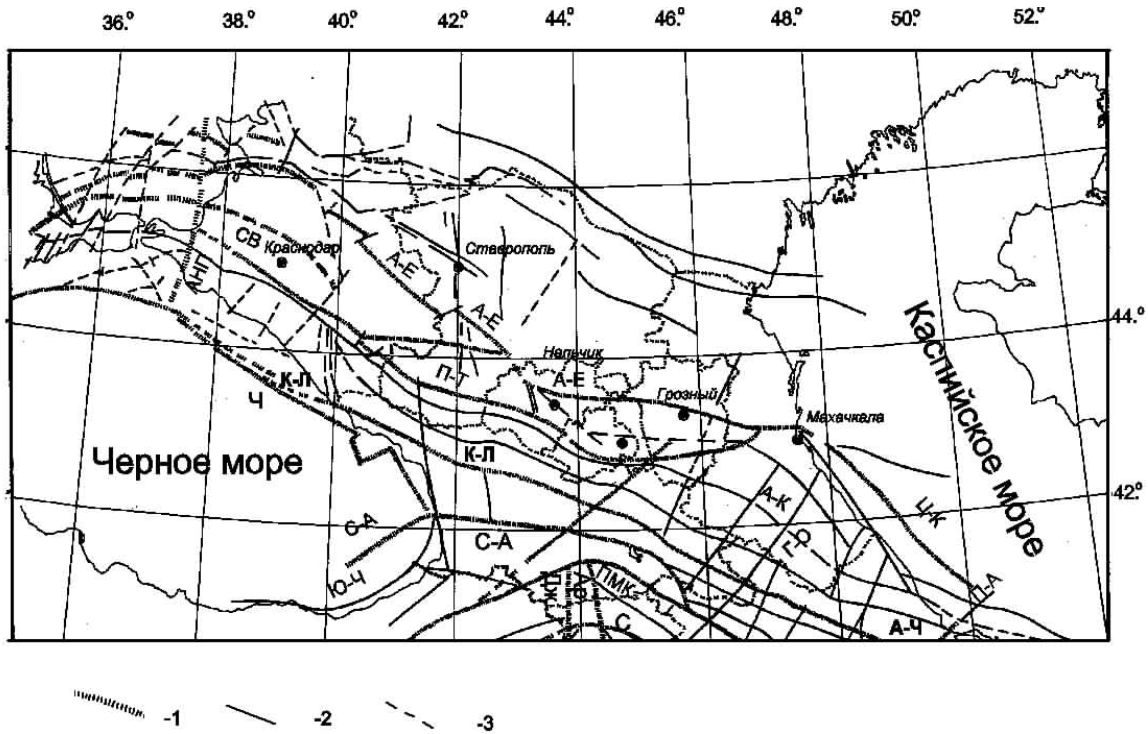 36.° 38.° 40.° 42.° 44.° 46.° 48.° 50.° 52.°
СВ Краснодар
Ставрополь
АНГ
А-Е
А-Е
44.°
Каспийское море
Нальчик
К-Л
Ч
П-Т
А-Е
Грозный
Махачкала
Черное море
К-Л
42.°
А-К
Ц-К
С-А
С-А
Ю-Ч
ПМК
С
А-Ч
-1 -2 -3